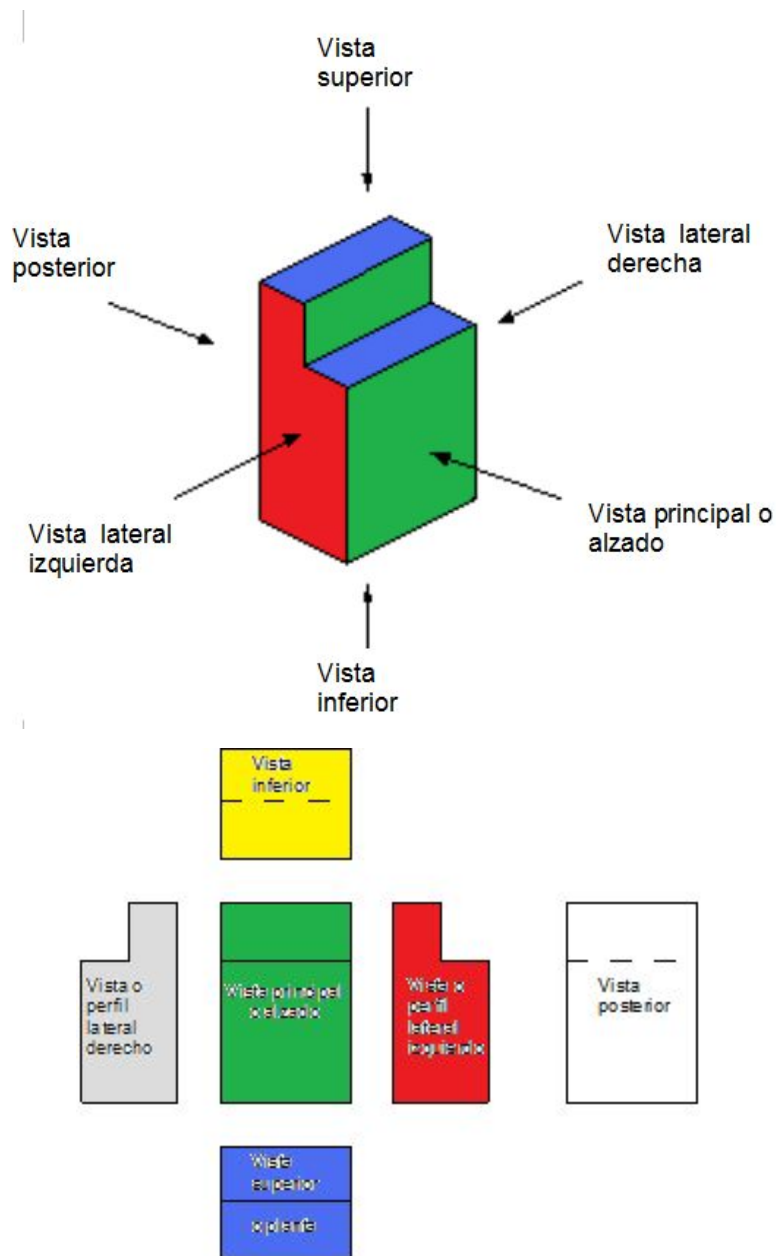 Vista
superior
Vista
posterior
Vista lateral
derecha
Vista lateral
izquierda
Vista principal o
alzado
Vista
inferior
Vista
inferior
Vista o
perfil
lateral
derecho
Vista principal
o alzado
Vista o
perfil
lateral
izquierdo
Vista
posterior
Vista
superior
o planta